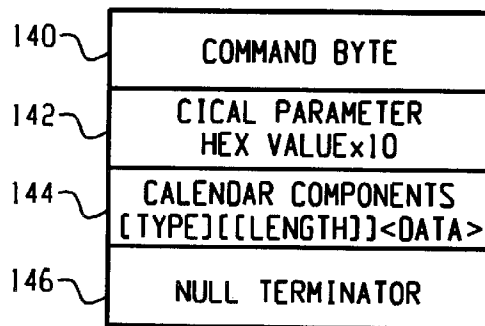 140
COMMAND BYTE
142
CICAL PARAMETER
HEX VALUEx10
144
CALENDAR COMPONENTS
[TYPE][[LENGTH]]<DATA>
146
NULL TERMINATOR